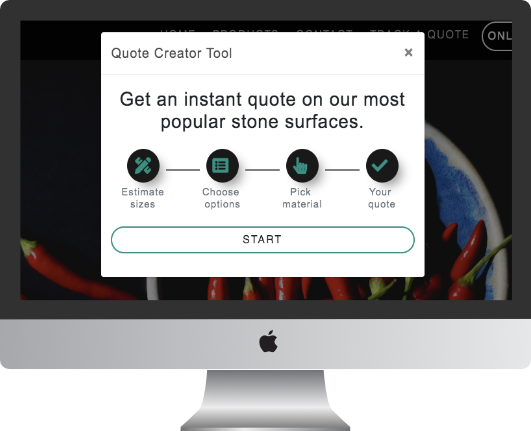 HOME PRODUCTS CONTACT TRACK A QUOTE ONL
Quote Creator Tool ×
Get an instant quote on our most
popular stone surfaces.
Estimate
sizes
Choose
options
Pick
material
Your
quote
START